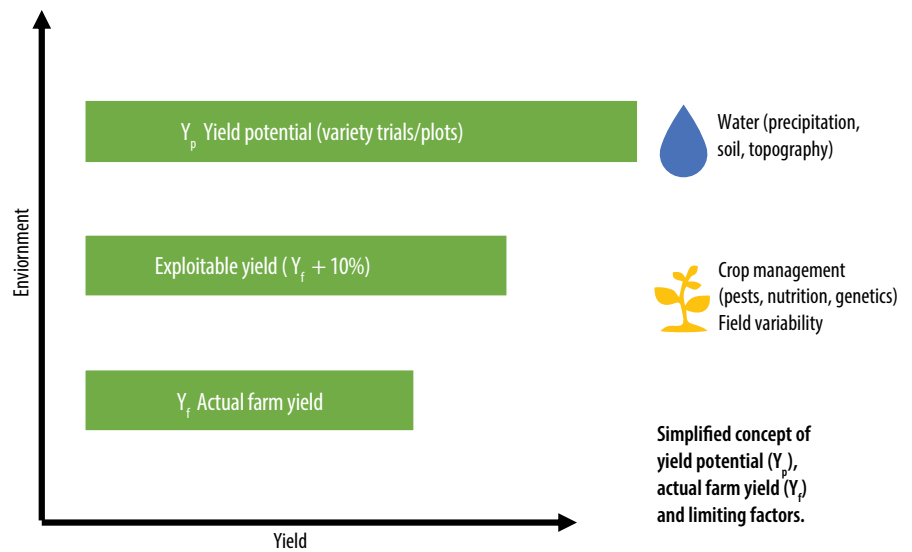 Enviornment
Yp Yield potential (variety trials/plots)
Water (precipitation,
soil, topography)
Exploitable yield ( Yf + 10%)
Crop management
(pests, nutrition, genetics)
Field variability
Yf Actual farm yield
Simplified concept of
yield potential (Yp),
actual farm yield (Yf)
and limiting factors.
Yield